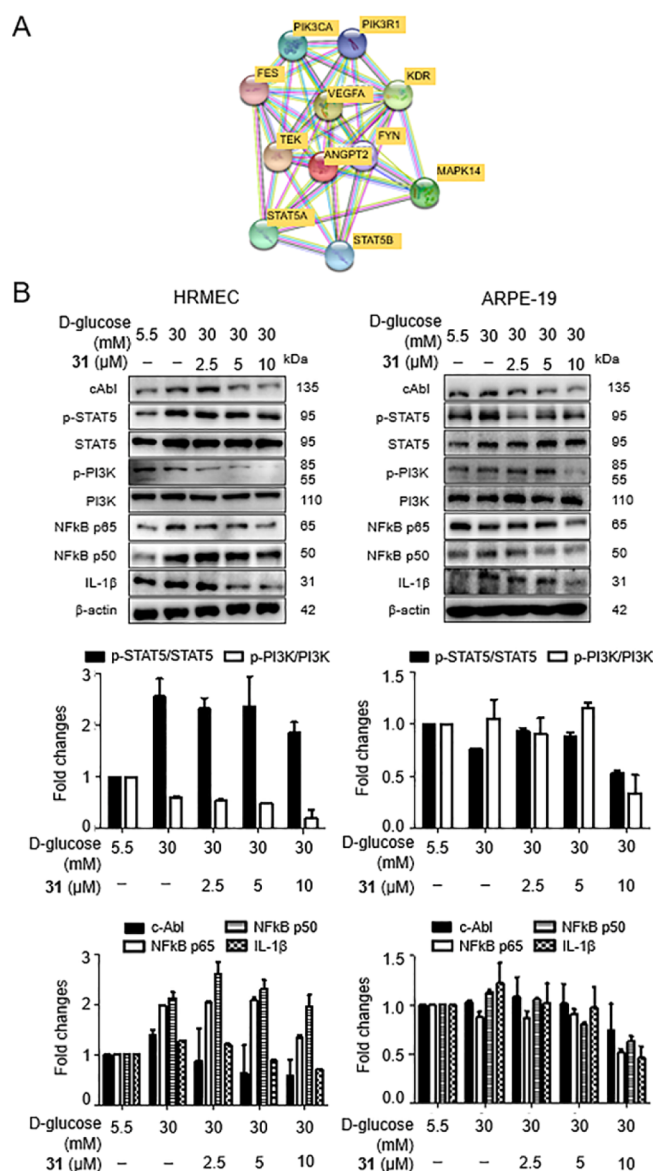 A
PIK3CA PIK3R1
FES KDR
VEGFA
TEK FYN
ANGPT2
MAPK14
STAT5A
STAT5B
B
HRMEC ARPE-19
D-glucose (mM) 5.5 30 30 30 30
31 (μM) – – 2.5 5 10 kDa
cAbl 135
p-STAT5 95
STAT5 95
p-PI3K 85 55
PI3K 110
NFkB p65 65
NFkB p50 50
IL-1β 31
β-actin 42
D-glucose (mM) 5.5 30 30 30 30
31 (μM) – – 2.5 5 10 kDa
cAbl 135
p-STAT5 95
STAT5 95
p-PI3K 85 55
PI3K 110
NFkB p65 65
NFkB p50 50
IL-1β 31
β-actin 42
p-STAT5/STAT5 p-PI3K/PI3K
Fold changes
3
2
1
0
D-glucose (mM) 5.5 30 30 30 30
31 (μM) – – 2.5 5 10
p-STAT5/STAT5 p-PI3K/PI3K
Fold changes
1.5
1.0
0.5
0
D-glucose (mM) 5.5 30 30 30 30
31 (μM) – – 2.5 5 10
c-Abl NFkB p50
NFkB p65 IL-1β
Fold changes
3
2
1
0
D-glucose (mM) 5.5 30 30 30 30
31 (μM) – – 2.5 5 10
c-Abl NFkB p50
NFkB p65 IL-1β
Fold changes
1.5
1.0
0.5
0
D-glucose (mM) 5.5 30 30 30 30
31 (μM) – – 2.5 5 10